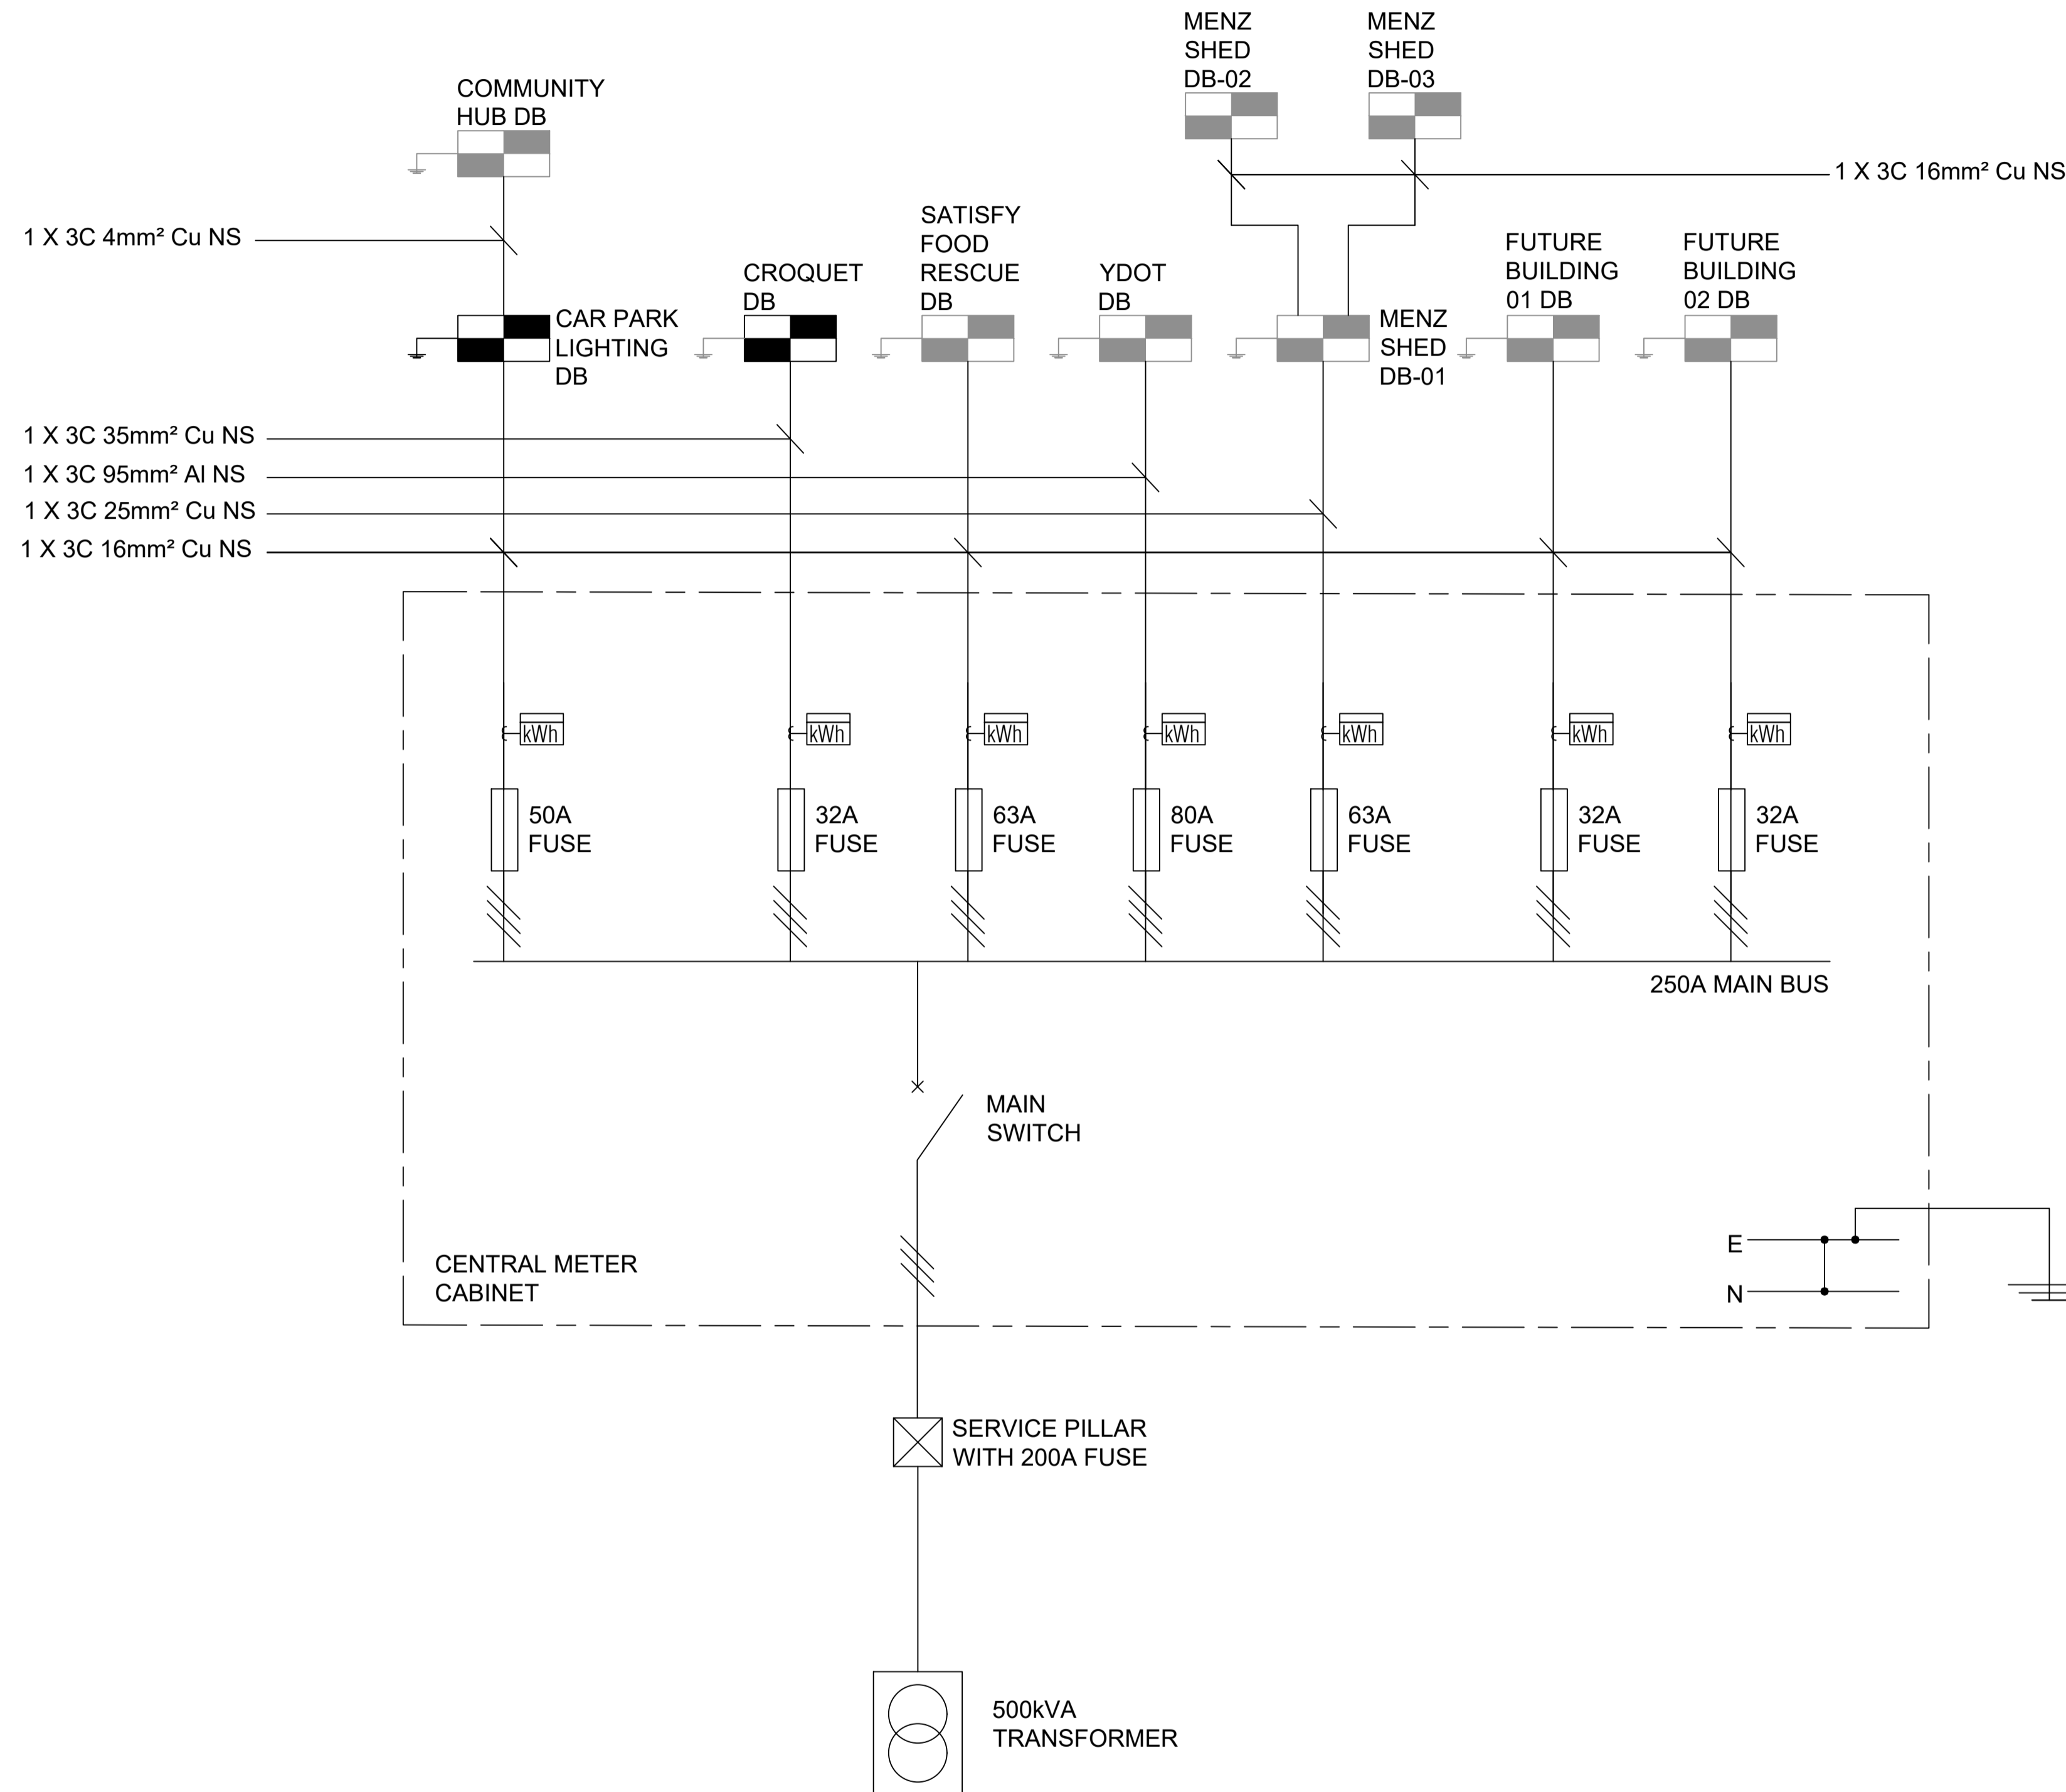 MENZ
SHED
DB-02
MENZ
SHED
DB-03
COMMUNITY
HUB DB
1 X 3C 16mm² Cu NS
1 X 3C 4mm² Cu NS
SATISFY
FOOD
RESCUE
DB
CROQUET
DB
YDOT
DB
FUTURE
BUILDING
01 DB
FUTURE
BUILDING
02 DB
CAR PARK
LIGHTING
DB
MENZ
SHED
DB-01
1 X 3C 35mm² Cu NS
1 X 3C 95mm² Al NS
1 X 3C 25mm² Cu NS
1 X 3C 16mm² Cu NS
kWh
kWh
kWh
kWh
kWh
kWh
kWh
50A
FUSE
32A
FUSE
63A
FUSE
80A
FUSE
63A
FUSE
32A
FUSE
32A
FUSE
250A MAIN BUS
MAIN
SWITCH
CENTRAL METER
CABINET
E
N
SERVICE PILLAR
WITH 200A FUSE
500kVA
TRANSFORMER